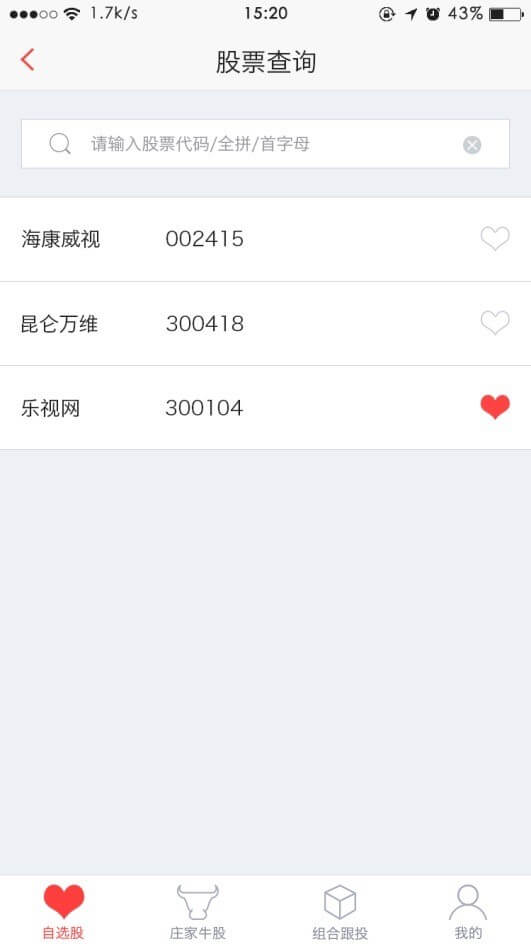 1.7k/s 15:20 43%
股票查询
请输入股票代码/全拼/首字母
海康威视 002415
昆仑万维 300418
乐视网 300104
自选股 庄家牛股 组合跟投 我的